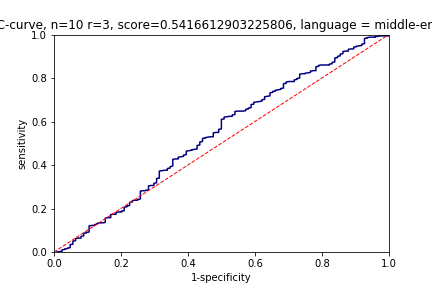 C-curve, n=10 r=3, score=0.5416612903225806, language = middle-er
1.0
0.8
0.6
0.4
0.2
0.0
sensitivity
0.0 0.2 0.4 0.6 0.8 1.0
1-specificity